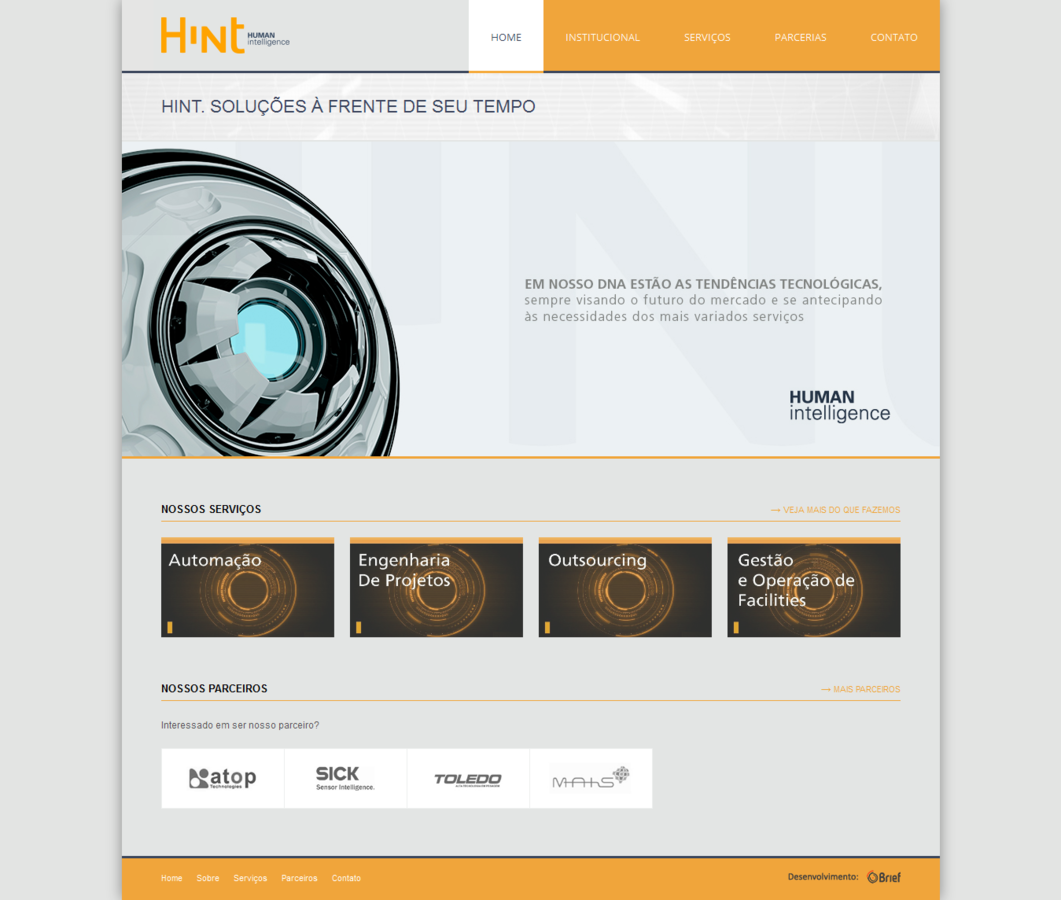 Hint HUMAN
intelligence
HOME INSTITUCIONAL SERVIÇOS PARCERIAS CONTATO
HINT. SOLUÇÕES À FRENTE DE SEU TEMPO
EM NOSSO DNA ESTÃO AS TENDÊNCIAS TECNOLÓGICAS,
sempre visando o futuro do mercado e se antecipando
às necessidades dos mais variados serviços
HUMAN
intelligence
NOSSOS SERVIÇOS
→ VEJA MAIS DO QUE FAZEMOS
Automação
Engenharia
De Projetos
Outsourcing
Gestão
e Operação de
Facilities
NOSSOS PARCEIROS
→ MAIS PARCEIROS
Interessado em ser nosso parceiro?
atop
Technologies
SICK
Sensor Intelligence.
TOLEDO
MAHS
Home Sobre Serviços Parceiros Contato
Desenvolvimento: Brief